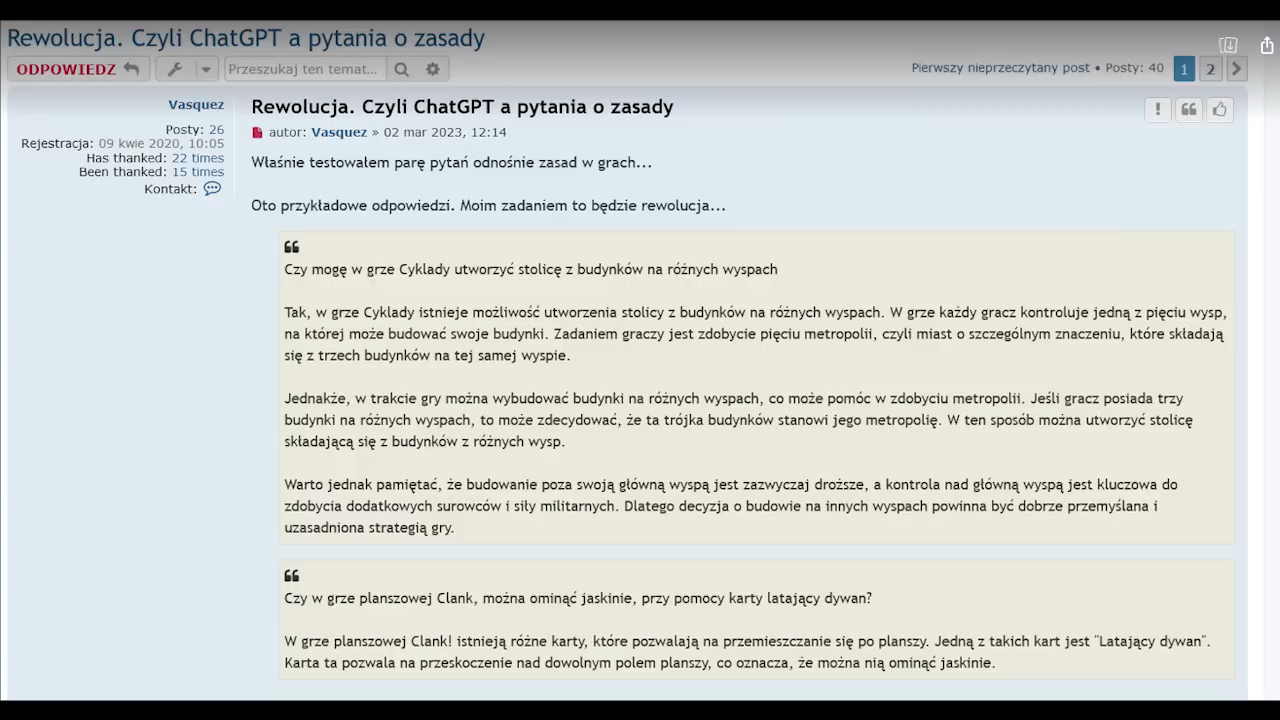 Rewolucja. Czyli ChatGPT a pytania o zasady
ODPOWIEDZ
Przeszukaj ten temat...
Pierwszy nieprzeczytany post • Posty: 40 1 2
Vasquez
Posty: 26
Rejestracja: 09 kwie 2020, 10:05
Has thanked: 22 times
Been thanked: 15 times
Kontakt:
Rewolucja. Czyli ChatGPT a pytania o zasady
autor: Vasquez » 02 mar 2023, 12:14
Właśnie testowałem parę pytań odnośnie zasad w grach...
Oto przykładowe odpowiedzi. Moim zadaniem to będzie rewolucja...
Czy mogę w grze Cyklady utworzyć stolicę z budynków na różnych wyspach
Tak, w grze Cyklady istnieje możliwość utworzenia stolicy z budynków na różnych wyspach. W grze każdy gracz kontroluje jedną z pięciu wysp,
na której może budować swoje budynki. Zadaniem graczy jest zdobycie pięciu metropolii, czyli miast o szczególnym znaczeniu, które składają
się z trzech budynków na tej samej wyspie.
Jednakże, w trakcie gry można wybudować budynki na różnych wyspach, co może pomóc w zdobyciu metropolii. Jeśli gracz posiada trzy
budynki na różnych wyspach, to może zdecydować, że ta trójka budynków stanowi jego metropolię. W ten sposób można utworzyć stolicę
składającą się z budynków z różnych wysp.
Warto jednak pamiętać, że budowanie poza swoją główną wyspą jest zazwyczaj droższe, a kontrola nad główną wyspą jest kluczowa do
zdobycia dodatkowych surowców i siły militarnych. Dlatego decyzja o budowie na innych wyspach powinna być dobrze przemyślana i
uzasadniona strategią gry.
Czy w grze planszowej Clank, można ominąć jaskinie, przy pomocy karty latający dywan?
W grze planszowej Clank! istnieją różne karty, które pozwalają na przemieszczanie się po planszy. Jedną z takich kart jest "Latający dywan".
Karta ta pozwala na przeskoczenie nad dowolnym polem planszy, co oznacza, że można nią ominąć jaskinie.